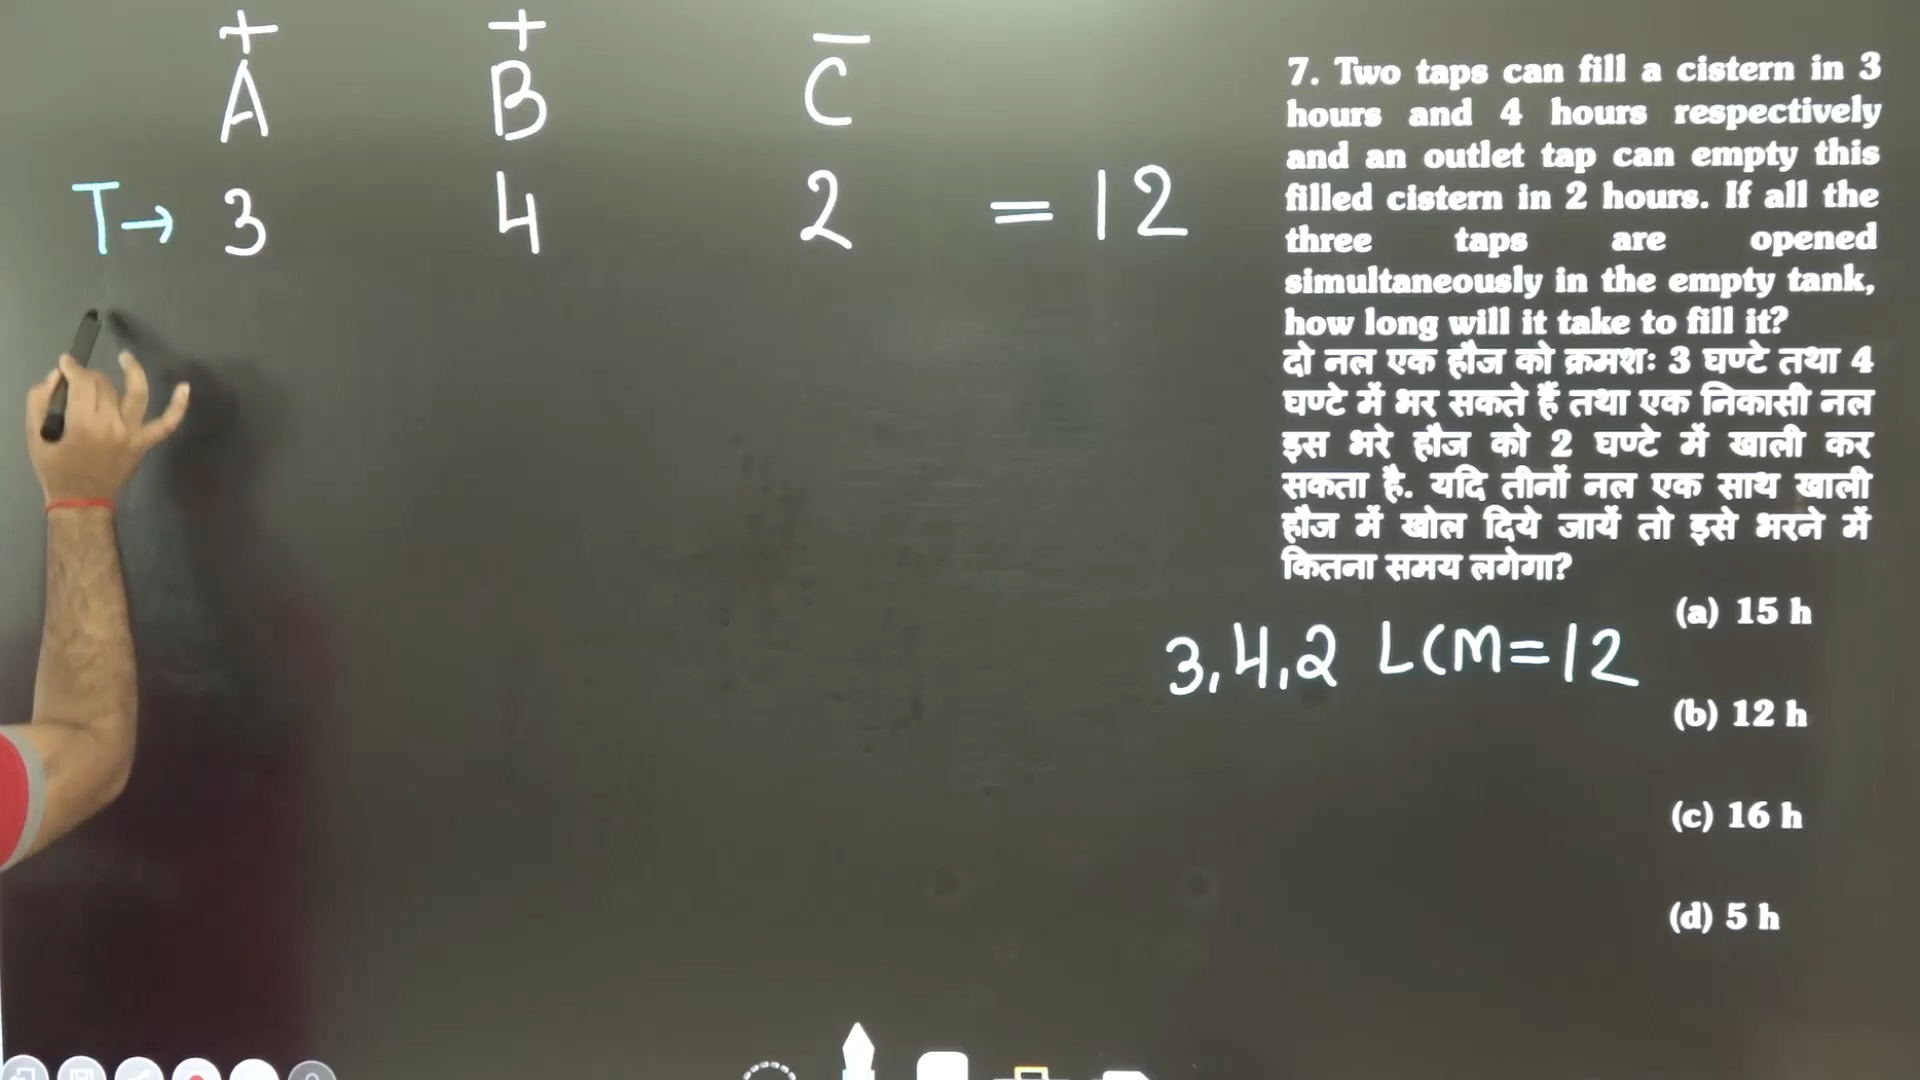 + + −
A B C
T→ 3 4 2 = 12
7. Two taps can fill a cistern in 3
hours and 4 hours respectively
and an outlet tap can empty this
filled cistern in 2 hours. If all the
three taps are opened
simultaneously in the empty tank,
how long will it take to fill it?
दो नल एक हौज को क्रमशः 3 घण्टे तथा 4
घण्टे में भर सकते हैं तथा एक निकासी नल
इस भरे हौज को 2 घण्टे में खाली कर
सकता है. यदि तीनों नल एक साथ खाली
हौज में खोल दिये जायें तो इसे भरने में
कितना समय लगेगा?
(a) 15 h
3,4,2 LCM=12
(b) 12 h
(c) 16 h
(d) 5 h